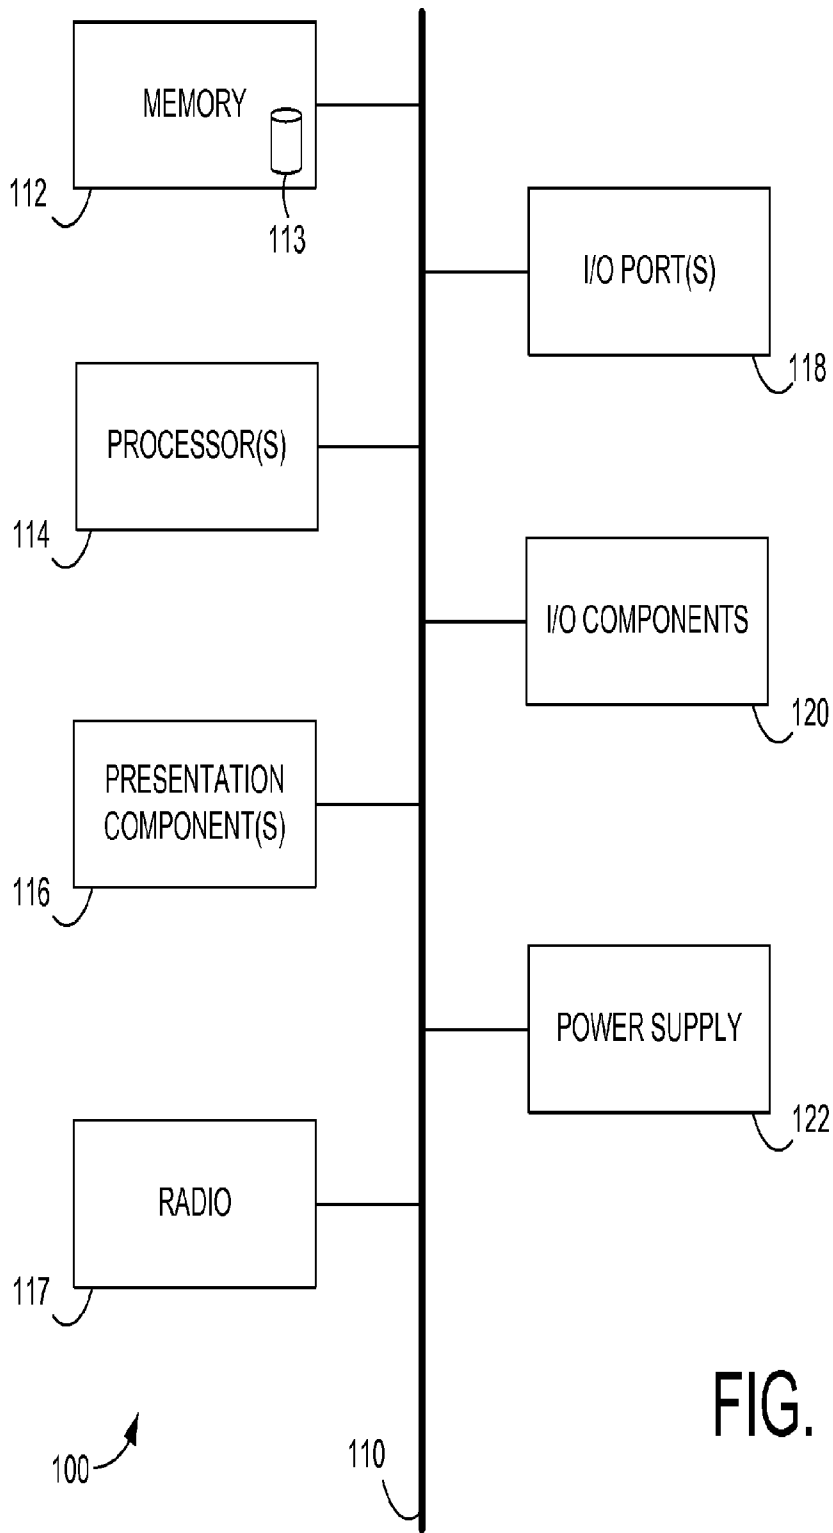 MEMORY
112
113
I/O PORT(S)
118
PROCESSOR(S)
114
I/O COMPONENTS
120
PRESENTATION
COMPONENT(S)
116
POWER SUPPLY
122
RADIO
117
FIG.
100
110